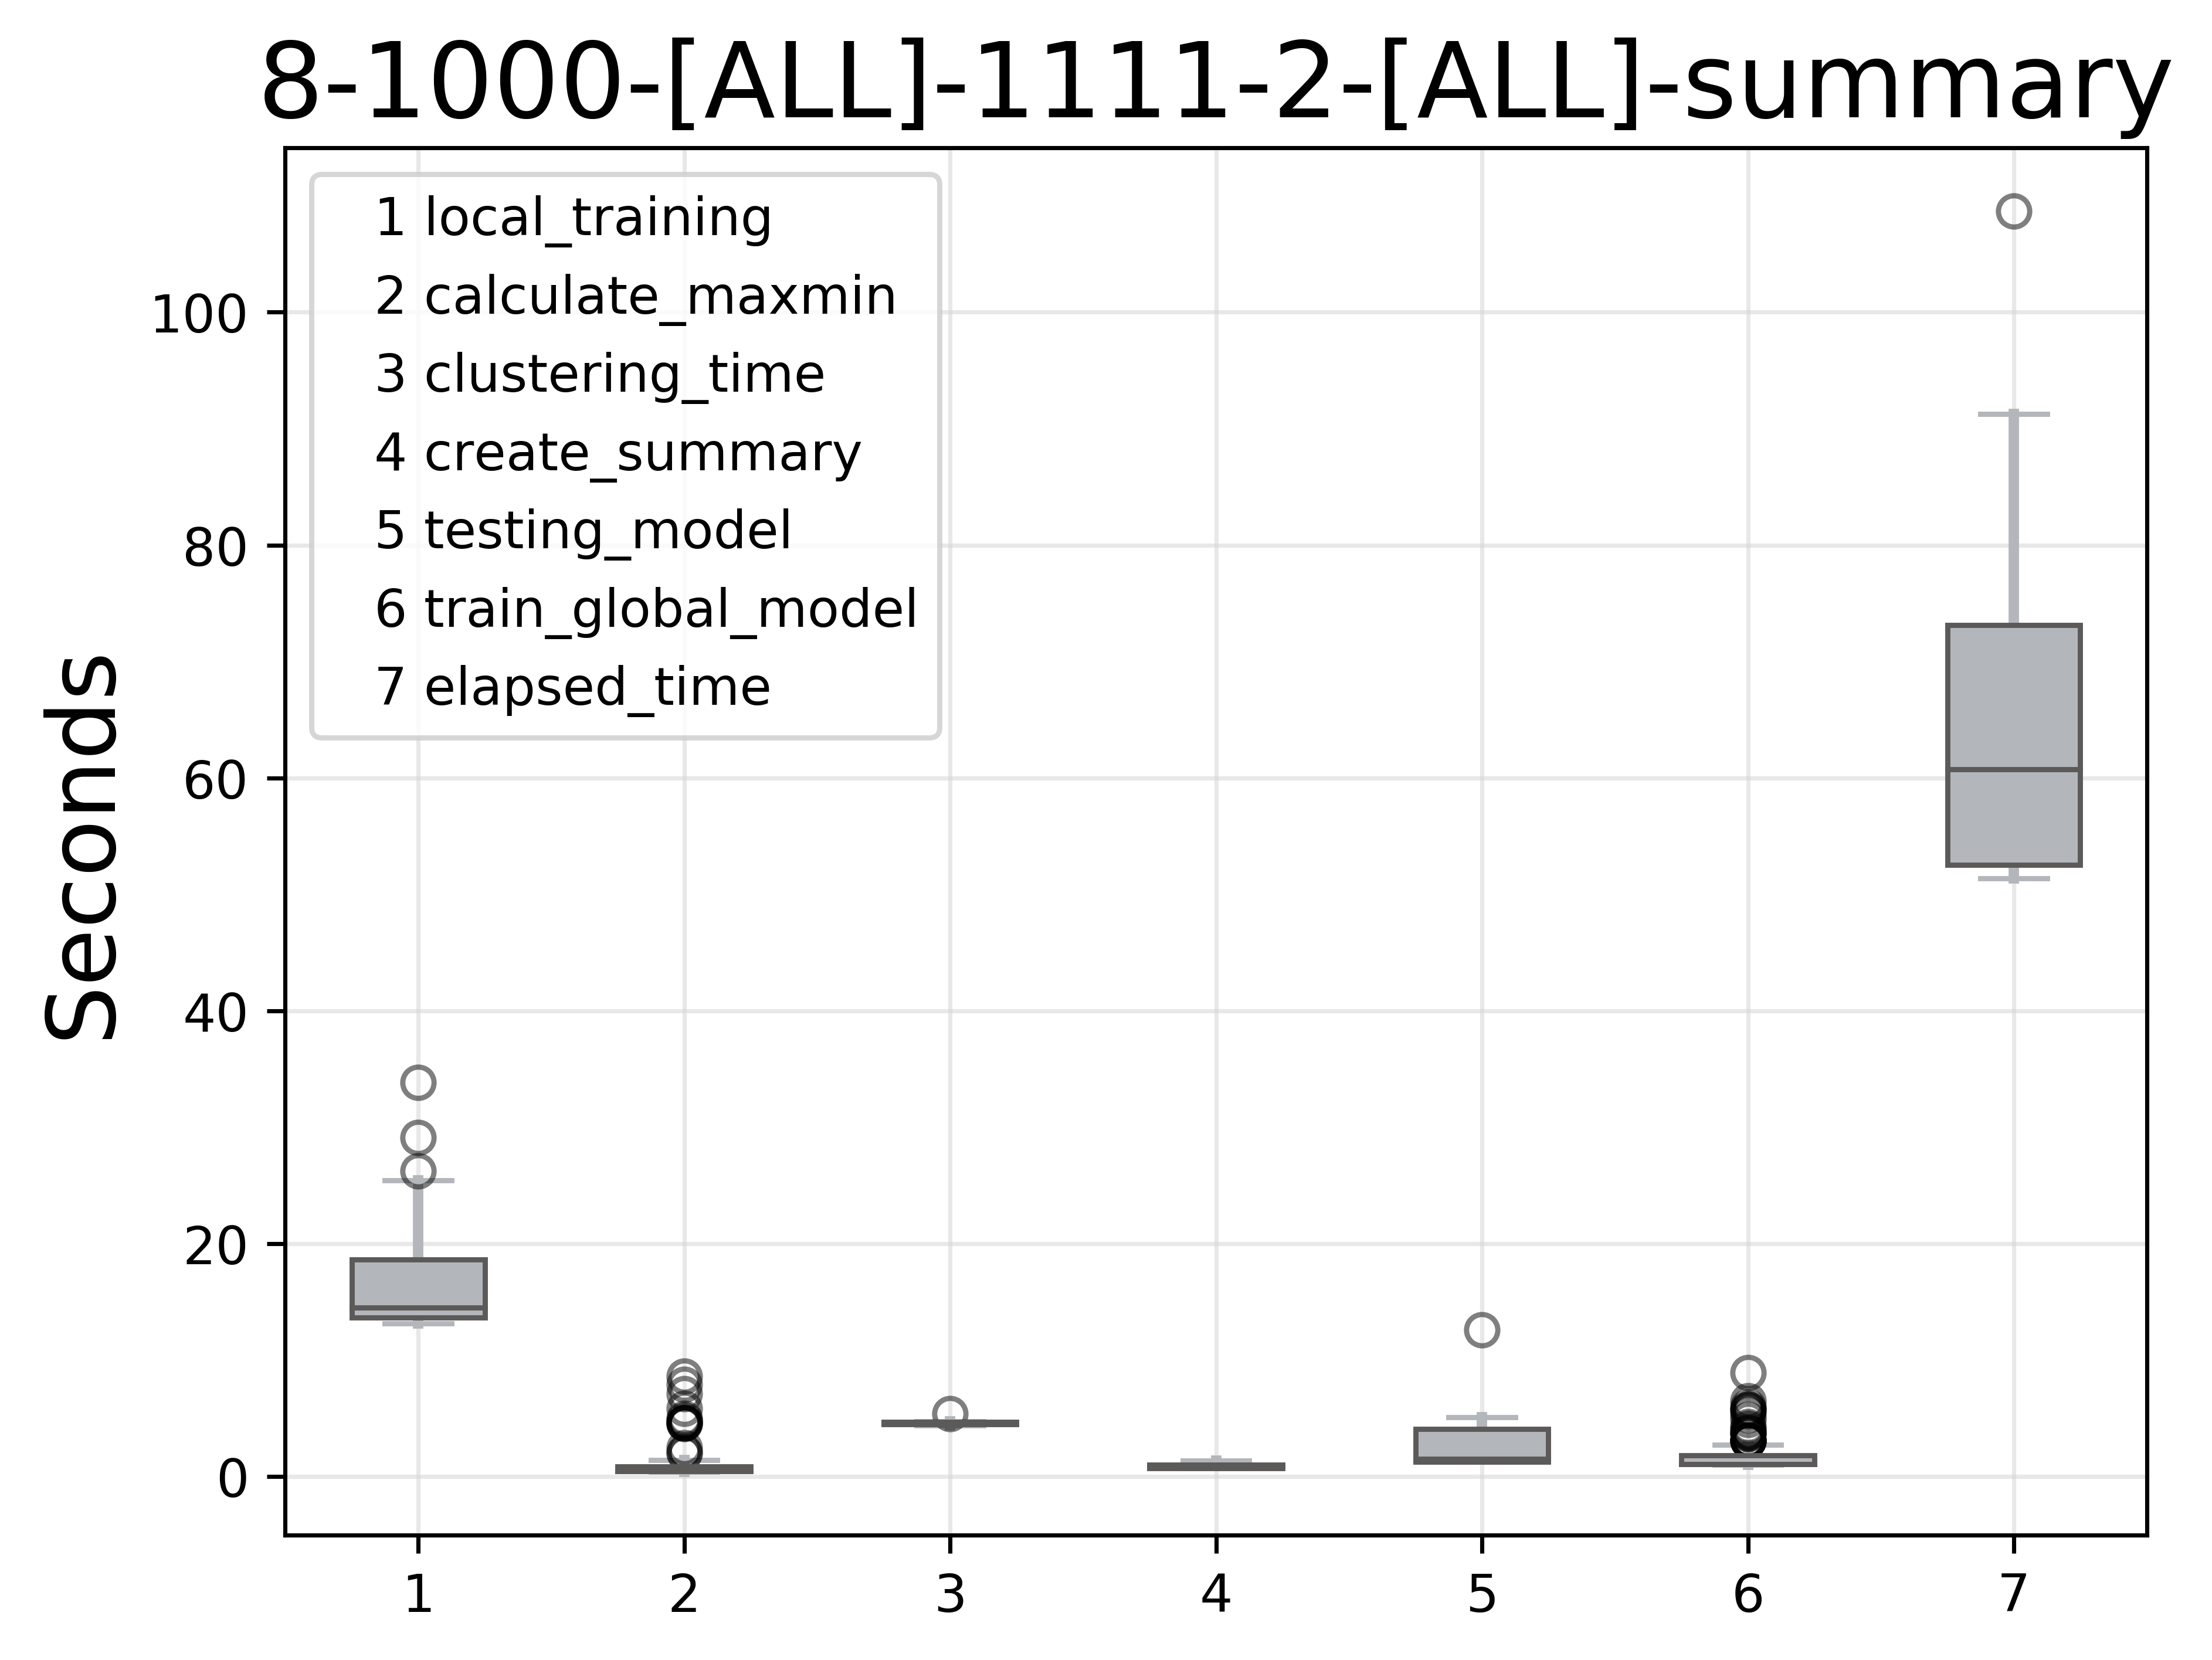 8-1000-[ALL]-1111-2-[ALL]-summary
1 local_training
2 calculate_maxmin
3 clustering_time
4 create_summary
5 testing_model
6 train_global_model
7 elapsed_time
Seconds
100
80
60
40
20
0
1 2 3 4 5 6 7